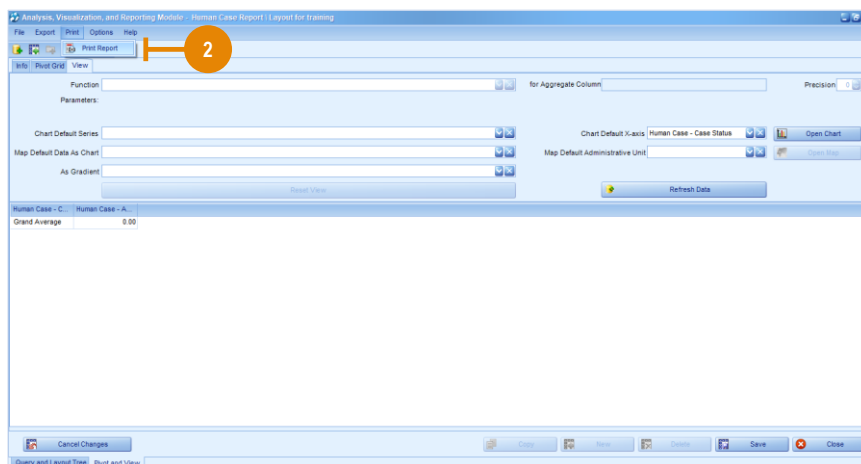 Analysis, Visualization, and Reporting Module - Human Case Report | Layout for training
File Export Print Options Help
Print Report
2
Info Pivot Grid View
Function for Aggregate Column Precision 0
Parameters:
Chart Default Series Chart Default X-axis Human Case - Case Status Open Chart
Map Default Data As Chart Map Default Administrative Unit Open Map
As Gradient
Reset View Refresh Data
Human Case - C... Human Case - A...
Grand Average 0.00
Cancel Changes Copy New Delete Save Close
Query and Layout Tree Pivot and View